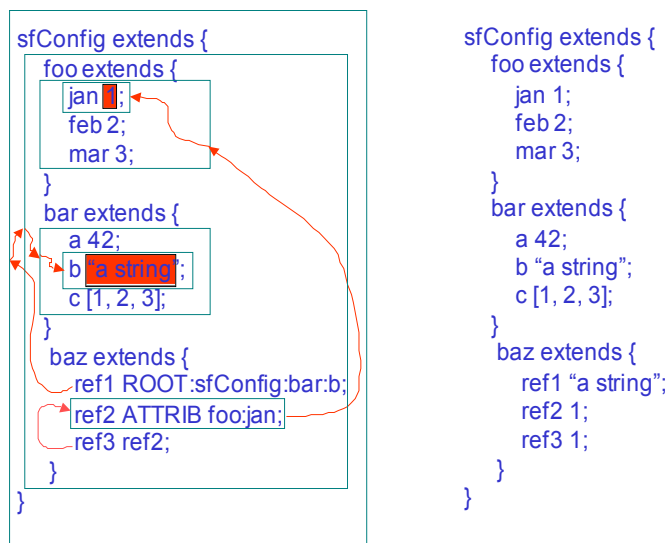 sfConfig extends {
foo extends {
jan 1;
feb 2;
mar 3;
}
bar extends {
a 42;
b “a string”;
c [1, 2, 3];
}
baz extends {
ref1 ROOT:sfConfig:bar:b;
ref2 ATTRIB foo:jan;
ref3 ref2;
}
}
sfConfig extends {
foo extends {
jan 1;
feb 2;
mar 3;
}
bar extends {
a 42;
b “a string”;
c [1, 2, 3];
}
baz extends {
ref1 “a string”;
ref2 1;
ref3 1;
}
}